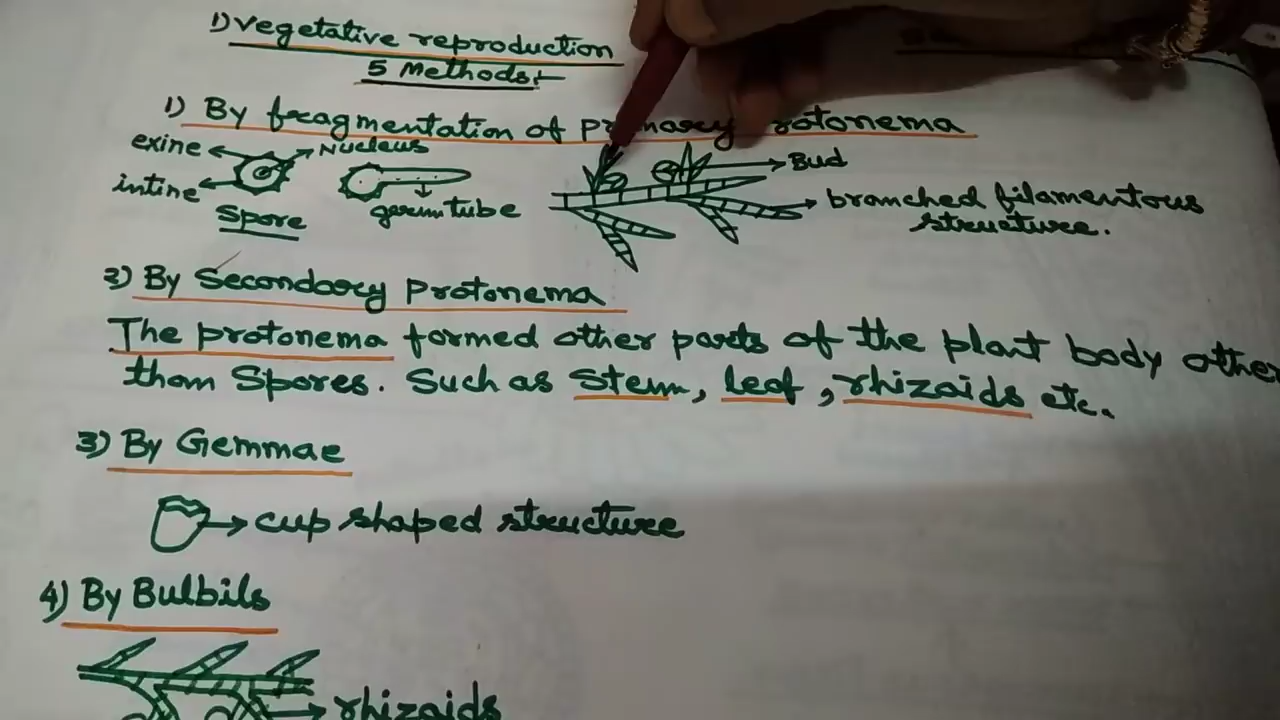 1) Vegetative reproduction
5 Methods:-
1) By fragmentation of primary protonema
exine Nucleus
intine
Spore
germ tube
Bud
branched filamentous
structure.
2) By Secondary Protonema
The protonema formed other parts of the plant body other
than Spores. Such as Stem, leaf, rhizoids etc.
3) By Gemmae
cup shaped structure
4) By Bulbils
rhizoids